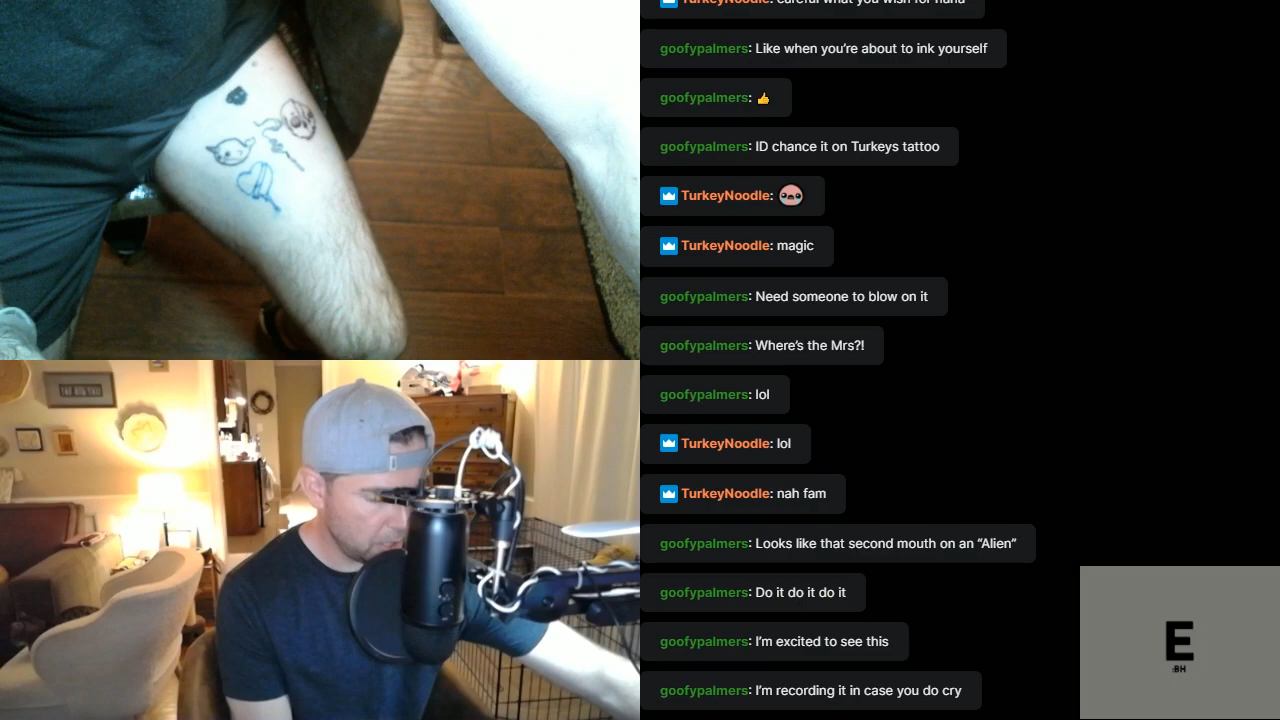 TurkeyNoodle: careful what you wish for haha
goofypalmers: Like when you're about to ink yourself
goofypalmers: 👍
goofypalmers: ID chance it on Turkeys tattoo
TurkeyNoodle:
TurkeyNoodle: magic
goofypalmers: Need someone to blow on it
goofypalmers: Where's the Mrs?!
goofypalmers: lol
TurkeyNoodle: lol
TurkeyNoodle: nah fam
goofypalmers: Looks like that second mouth on an “Alien”
goofypalmers: Do it do it do it
goofypalmers: I'm excited to see this
goofypalmers: I'm recording it in case you do cry
E
:BH